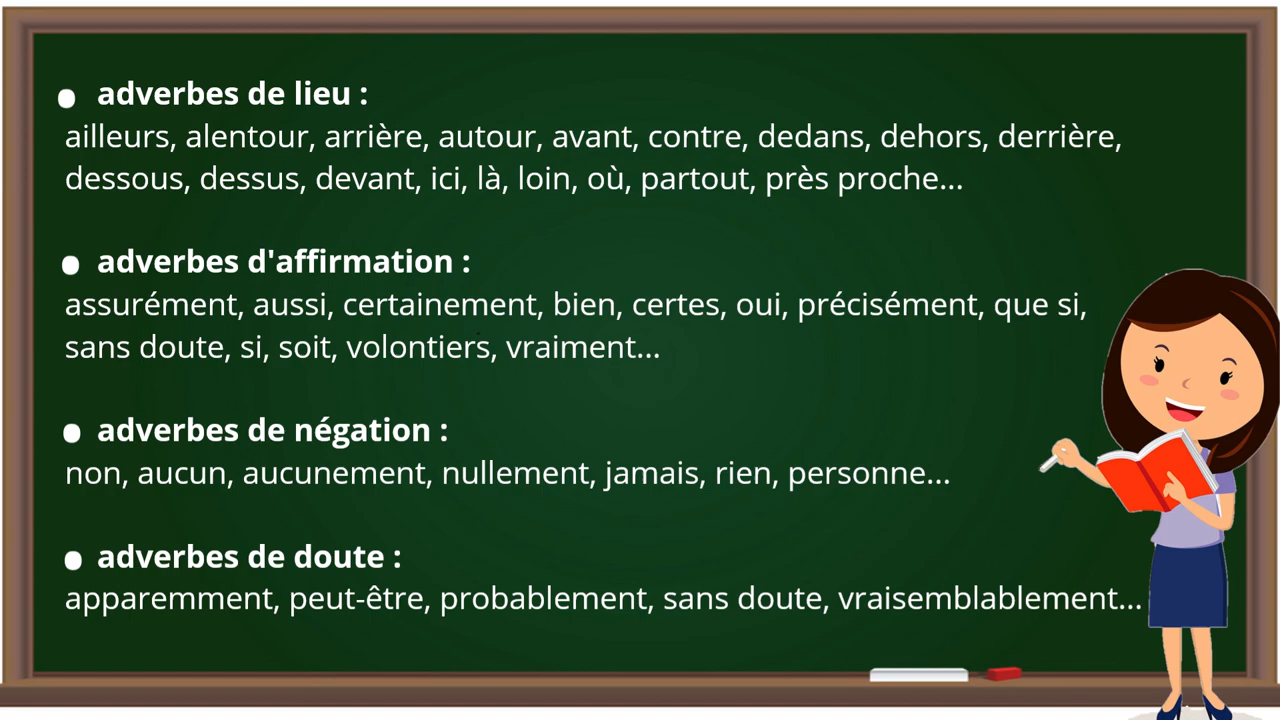 • adverbes de lieu :
ailleurs, alentour, arrière, autour, avant, contre, dedans, dehors, derrière,
dessous, dessus, devant, ici, là, loin, où, partout, près proche...
• adverbes d'affirmation :
assurément, aussi, certainement, bien, certes, oui, précisément, que si,
sans doute, si, soit, volontiers, vraiment...
• adverbes de négation :
non, aucun, aucunement, nullement, jamais, rien, personne...
• adverbes de doute :
apparemment, peut-être, probablement, sans doute, vraisemblablement...